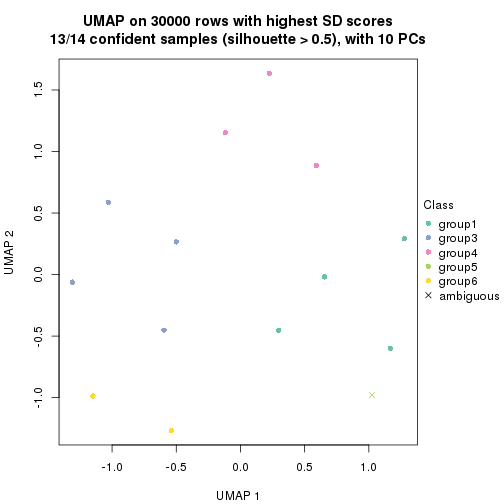 UMAP on 30000 rows with highest SD scores
13/14 confident samples (silhouette > 0.5), with 10 PCs
1.5
1.0
0.5
0.0
-0.5
-1.0
UMAP 2
-1.0
-0.5
0.0
0.5
1.0
UMAP 1
Class
group1
group3
group4
group5
group6
ambiguous